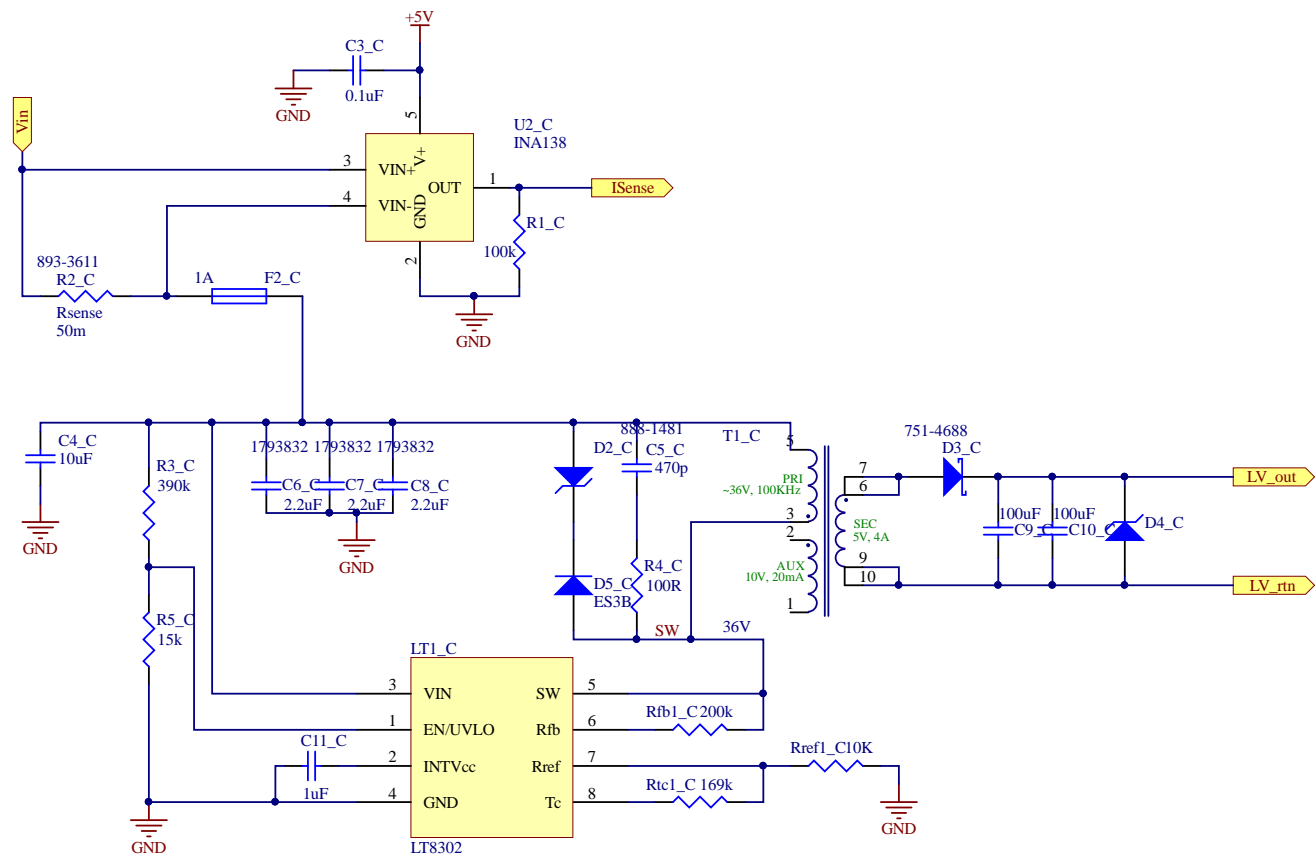 +5V
C3_C
0.1uF
GND
Vin
U2_C
INA138
5
3
VIN+
V+
OUT
1
ISense
4
VIN-
GND
2
R1_C
100k
GND
893-3611
R2_C
Rsense
50m
1A
F2_C
C4_C
10uF
GND
R3_C
390k
R5_C
15k
GND
1793832
1793832
1793832
C6_C
2.2uF
C7_C
2.2uF
C8_C
2.2uF
GND
888-1481
D2_C
C5_C
470p
D5_C
ES3B
R4_C
100R
SW
36V
T1_C
5
PRI
~36V, 100KHz
3
2
AUX
10V, 20mA
1
7
6
SEC
5V, 4A
9
10
751-4688
D3_C
100uF
C9_C
100uF
C10_C
D4_C
LV_out
LV_rtn
LT1_C
3
VIN
SW
5
1
EN/UVLO
Rfb
6
2
INTVcc
Rref
7
4
GND
Tc
8
LT8302
C11_C
1uF
Rfb1_C 200k
Rtc1_C 169k
Rref1_C 10K
GND